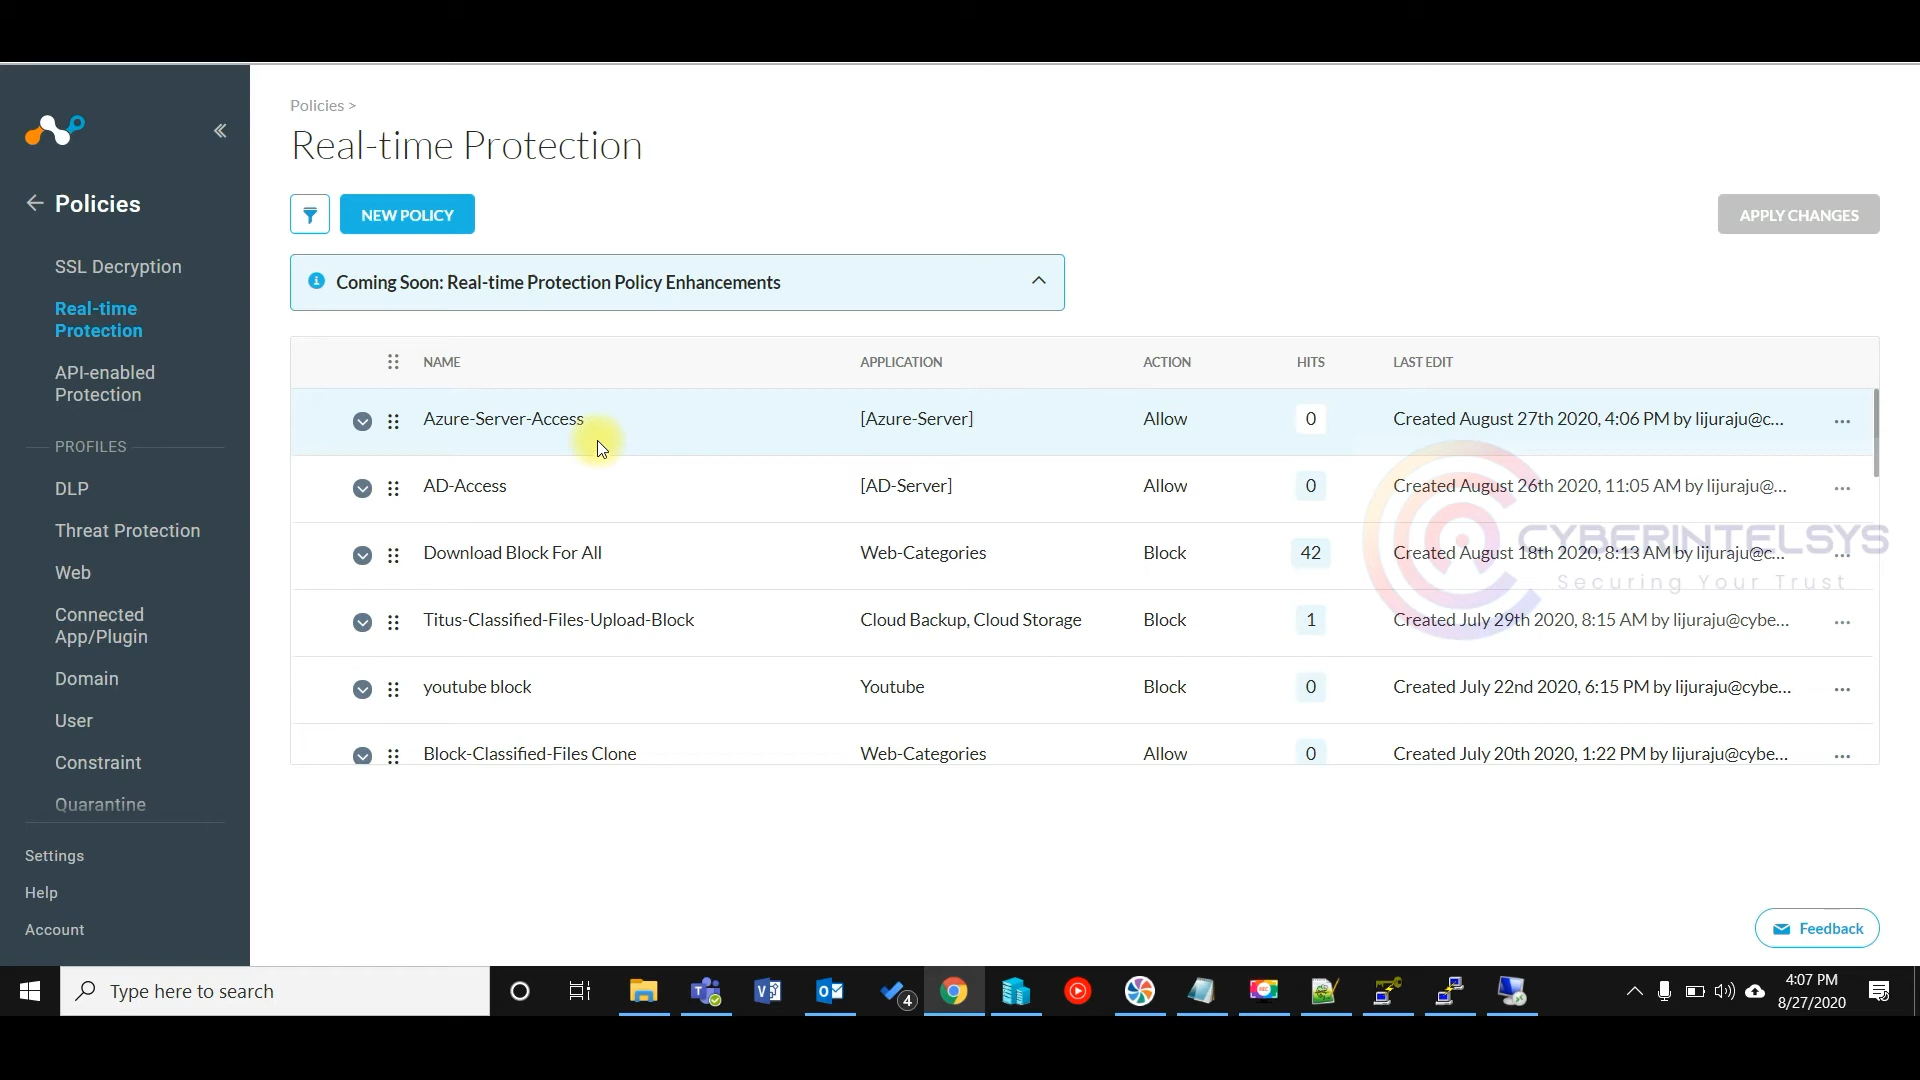 Policies >
Real-time Protection
NEW POLICY
APPLY CHANGES
Coming Soon: Real-time Protection Policy Enhancements
Policies
SSL Decryption
Real-time
Protection
API-enabled
Protection
PROFILES
DLP
Threat Protection
Web
Connected
App/Plugin
Domain
User
Constraint
Quarantine
Settings
Help
Account
NAME APPLICATION ACTION HITS LAST EDIT
Azure-Server-Access [Azure-Server] Allow 0 Created August 27th 2020, 4:06 PM by lijuraju@c...
AD-Access [AD-Server] Allow 0 Created August 26th 2020, 11:05 AM by lijuraju@...
Download Block For All Web-Categories Block 42 Created August 18th 2020, 8:13 AM by lijuraju@c...
Titus-Classified-Files-Upload-Block Cloud Backup, Cloud Storage Block 1 Created July 29th 2020, 8:15 AM by lijuraju@cybe...
youtube block Youtube Block 0 Created July 22nd 2020, 6:15 PM by lijuraju@cybe...
Block-Classified-Files Clone Web-Categories Allow 0 Created July 20th 2020, 1:22 PM by lijuraju@cybe...
CYBERINTELSYS
Securing Your Trust
Feedback
Type here to search
4
4:07 PM
8/27/2020